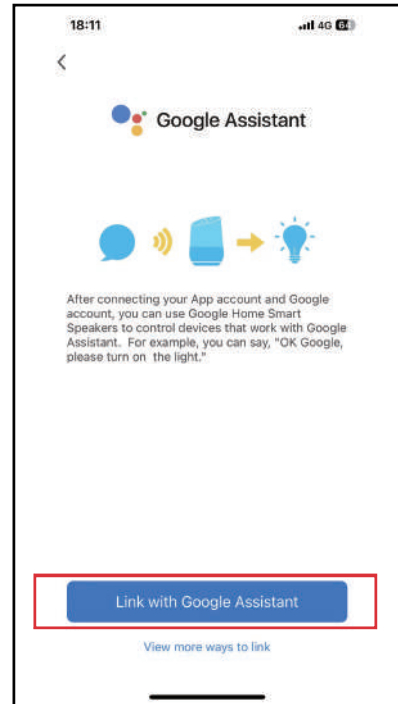 18:11
4G 64
Google Assistant
After connecting your App account and Google
account, you can use Google Home Smart
Speakers to control devices that work with Google
Assistant. For example, you can say, "OK Google,
please turn on the light."
Link with Google Assistant
View more ways to link